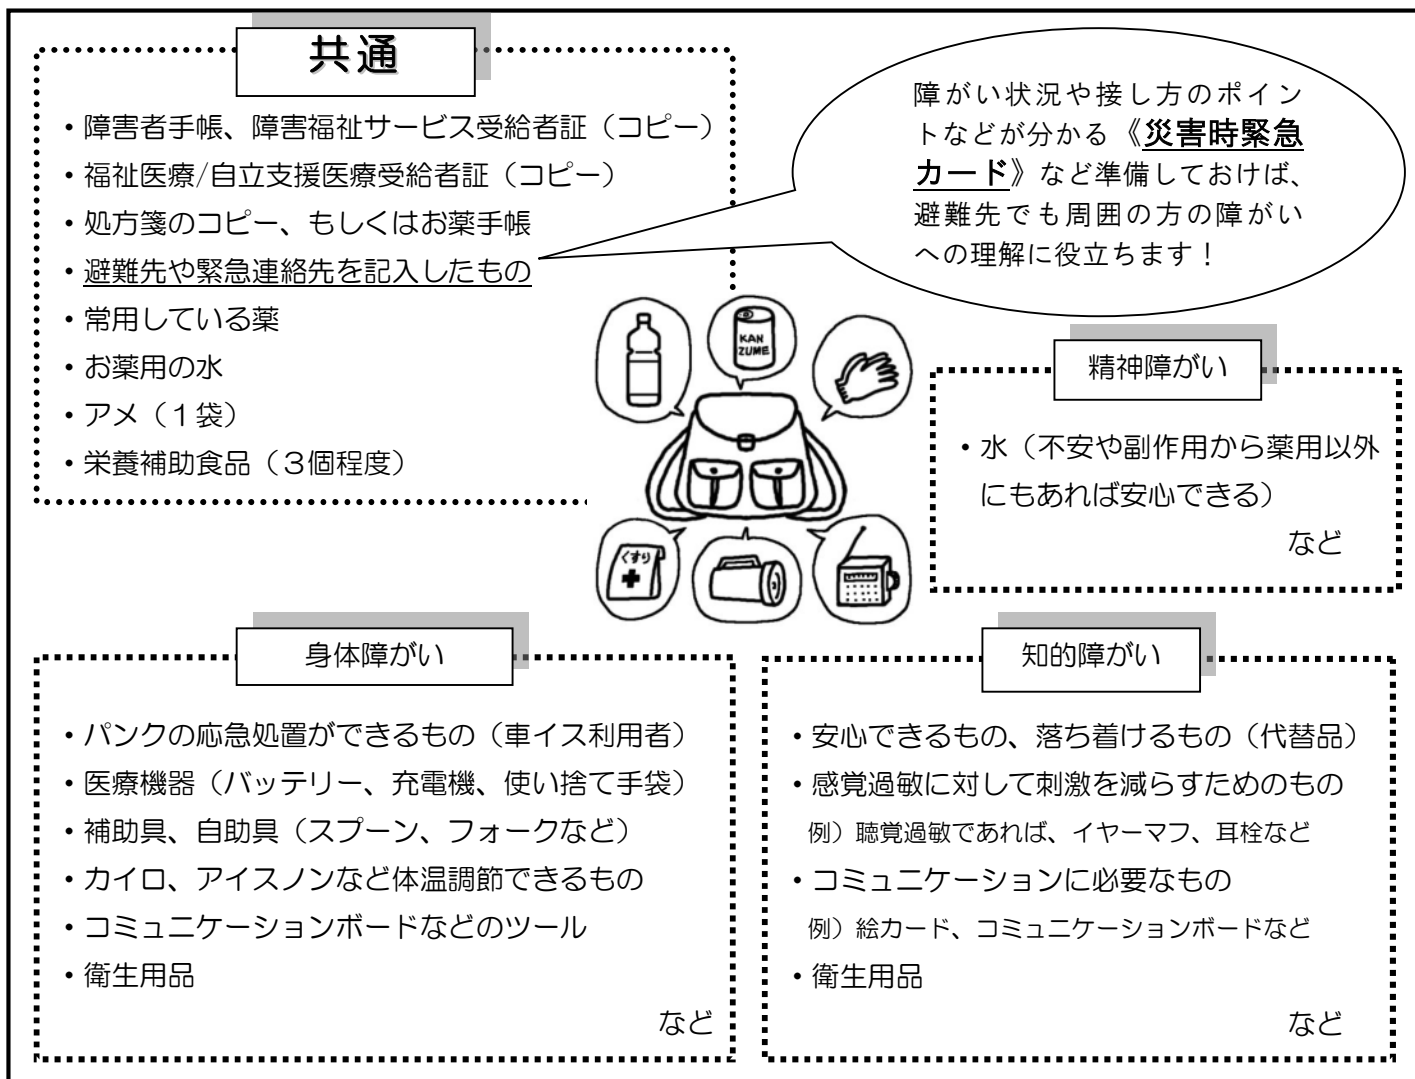 共通
・障害者手帳、障害福祉サービス受給者証（コピー）
・福祉医療/自立支援医療受給者証（コピー）
・処方箋のコピー、もしくはお薬手帳
・避難先や緊急連絡先を記入したもの
・常用している薬
・お薬用の水
・アメ（１袋）
・栄養補助食品（３個程度）
障がい状況や接し方のポイン
トなどが分かる《災害時緊急
カード》など準備しておけば、
避難先でも周囲の方の障がい
への理解に役立ちます！
KAN
ZUME
くすり
精神障がい
・水（不安や副作用から薬用以外
にもあれば安心できる）
など
身体障がい
・パンクの応急処置ができるもの（車イス利用者）
・医療機器（バッテリー、充電機、使い捨て手袋）
・補助具、自助具（スプーン、フォークなど）
・カイロ、アイスノンなど体温調節できるもの
・コミュニケーションボードなどのツール
・衛生用品
など
知的障がい
・安心できるもの、落ち着けるもの（代替品）
・感覚過敏に対して刺激を減らすためのもの
例）聴覚過敏であれば、イヤーマフ、耳栓など
・コミュニケーションに必要なもの
例）絵カード、コミュニケーションボードなど
・衛生用品
など